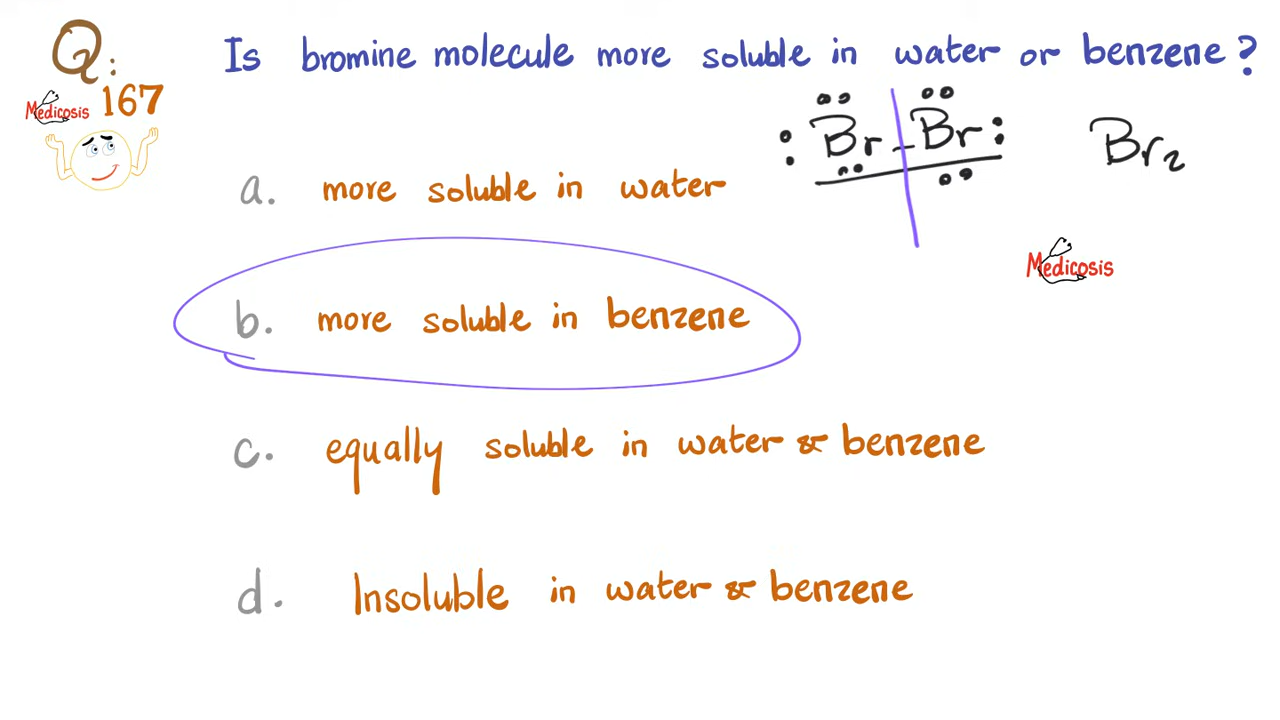 Q:
Medicosis 167
Is bromine molecule more soluble in water or benzene?
Br - Br
Br2
a. more soluble in water
Medicosis
b. more soluble in benzene
c. equally soluble in water & benzene
d. Insoluble in water & benzene